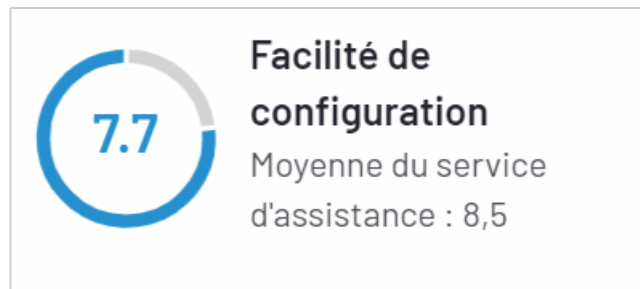 7.7
Facilité de
configuration
Moyenne du service
d'assistance : 8,5